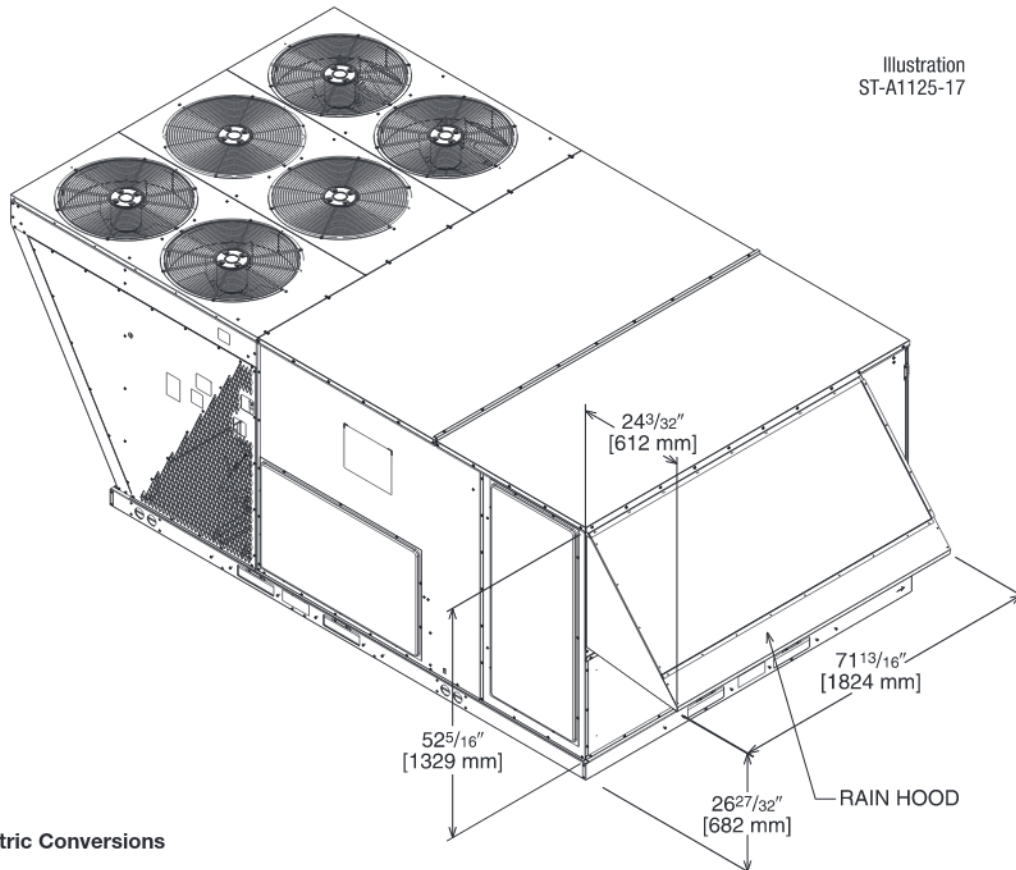 Illustration
ST-A1125-17
24 3/32″
[612 mm]
71 13/16″
[1824 mm]
52 5/16″
[1329 mm]
26 27/32″
[682 mm]
RAIN HOOD
tric Conversions